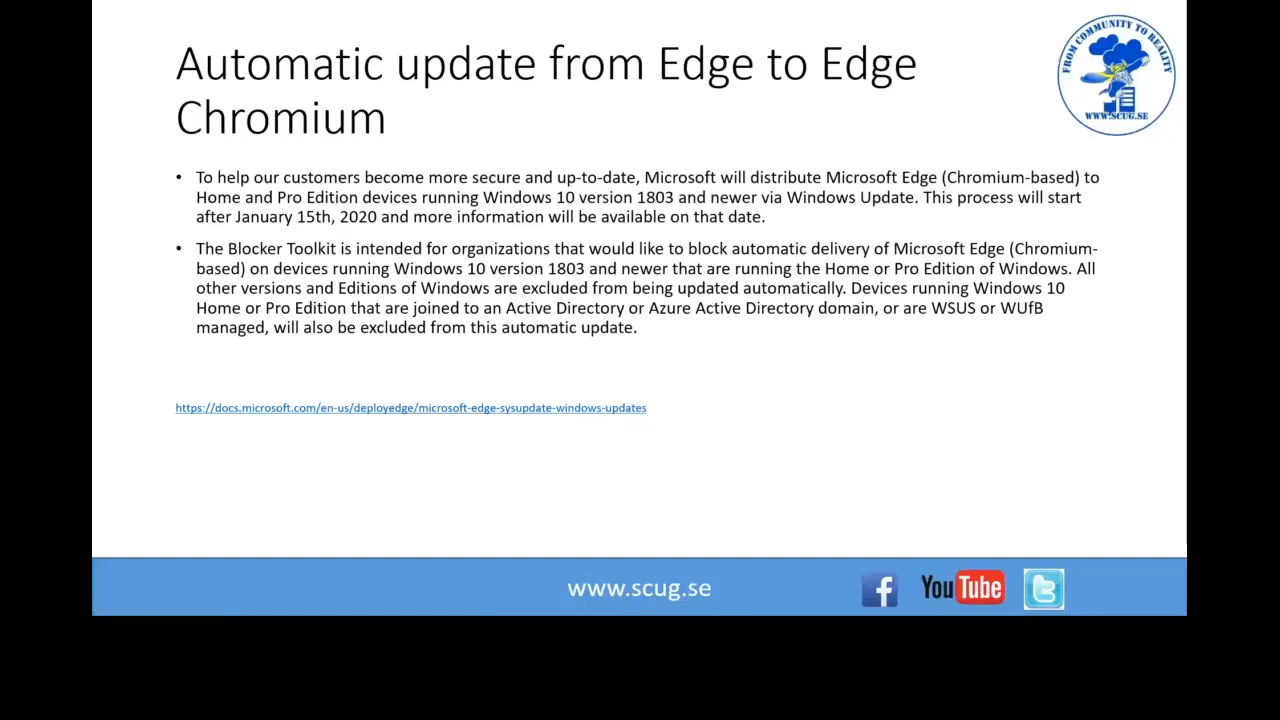 Automatic update from Edge to Edge
Chromium
FROM COMMUNITY TO REALITY
WWW.SCUG.SE
• To help our customers become more secure and up-to-date, Microsoft will distribute Microsoft Edge (Chromium-based) to
Home and Pro Edition devices running Windows 10 version 1803 and newer via Windows Update. This process will start
after January 15th, 2020 and more information will be available on that date.
• The Blocker Toolkit is intended for organizations that would like to block automatic delivery of Microsoft Edge (Chromium-
based) on devices running Windows 10 version 1803 and newer that are running the Home or Pro Edition of Windows. All
other versions and Editions of Windows are excluded from being updated automatically. Devices running Windows 10
Home or Pro Edition that are joined to an Active Directory or Azure Active Directory domain, or are WSUS or WUfB
managed, will also be excluded from this automatic update.
https://docs.microsoft.com/en-us/deployedge/microsoft-edge-sysupdate-windows-updates
www.scug.se
f
YouTube
t